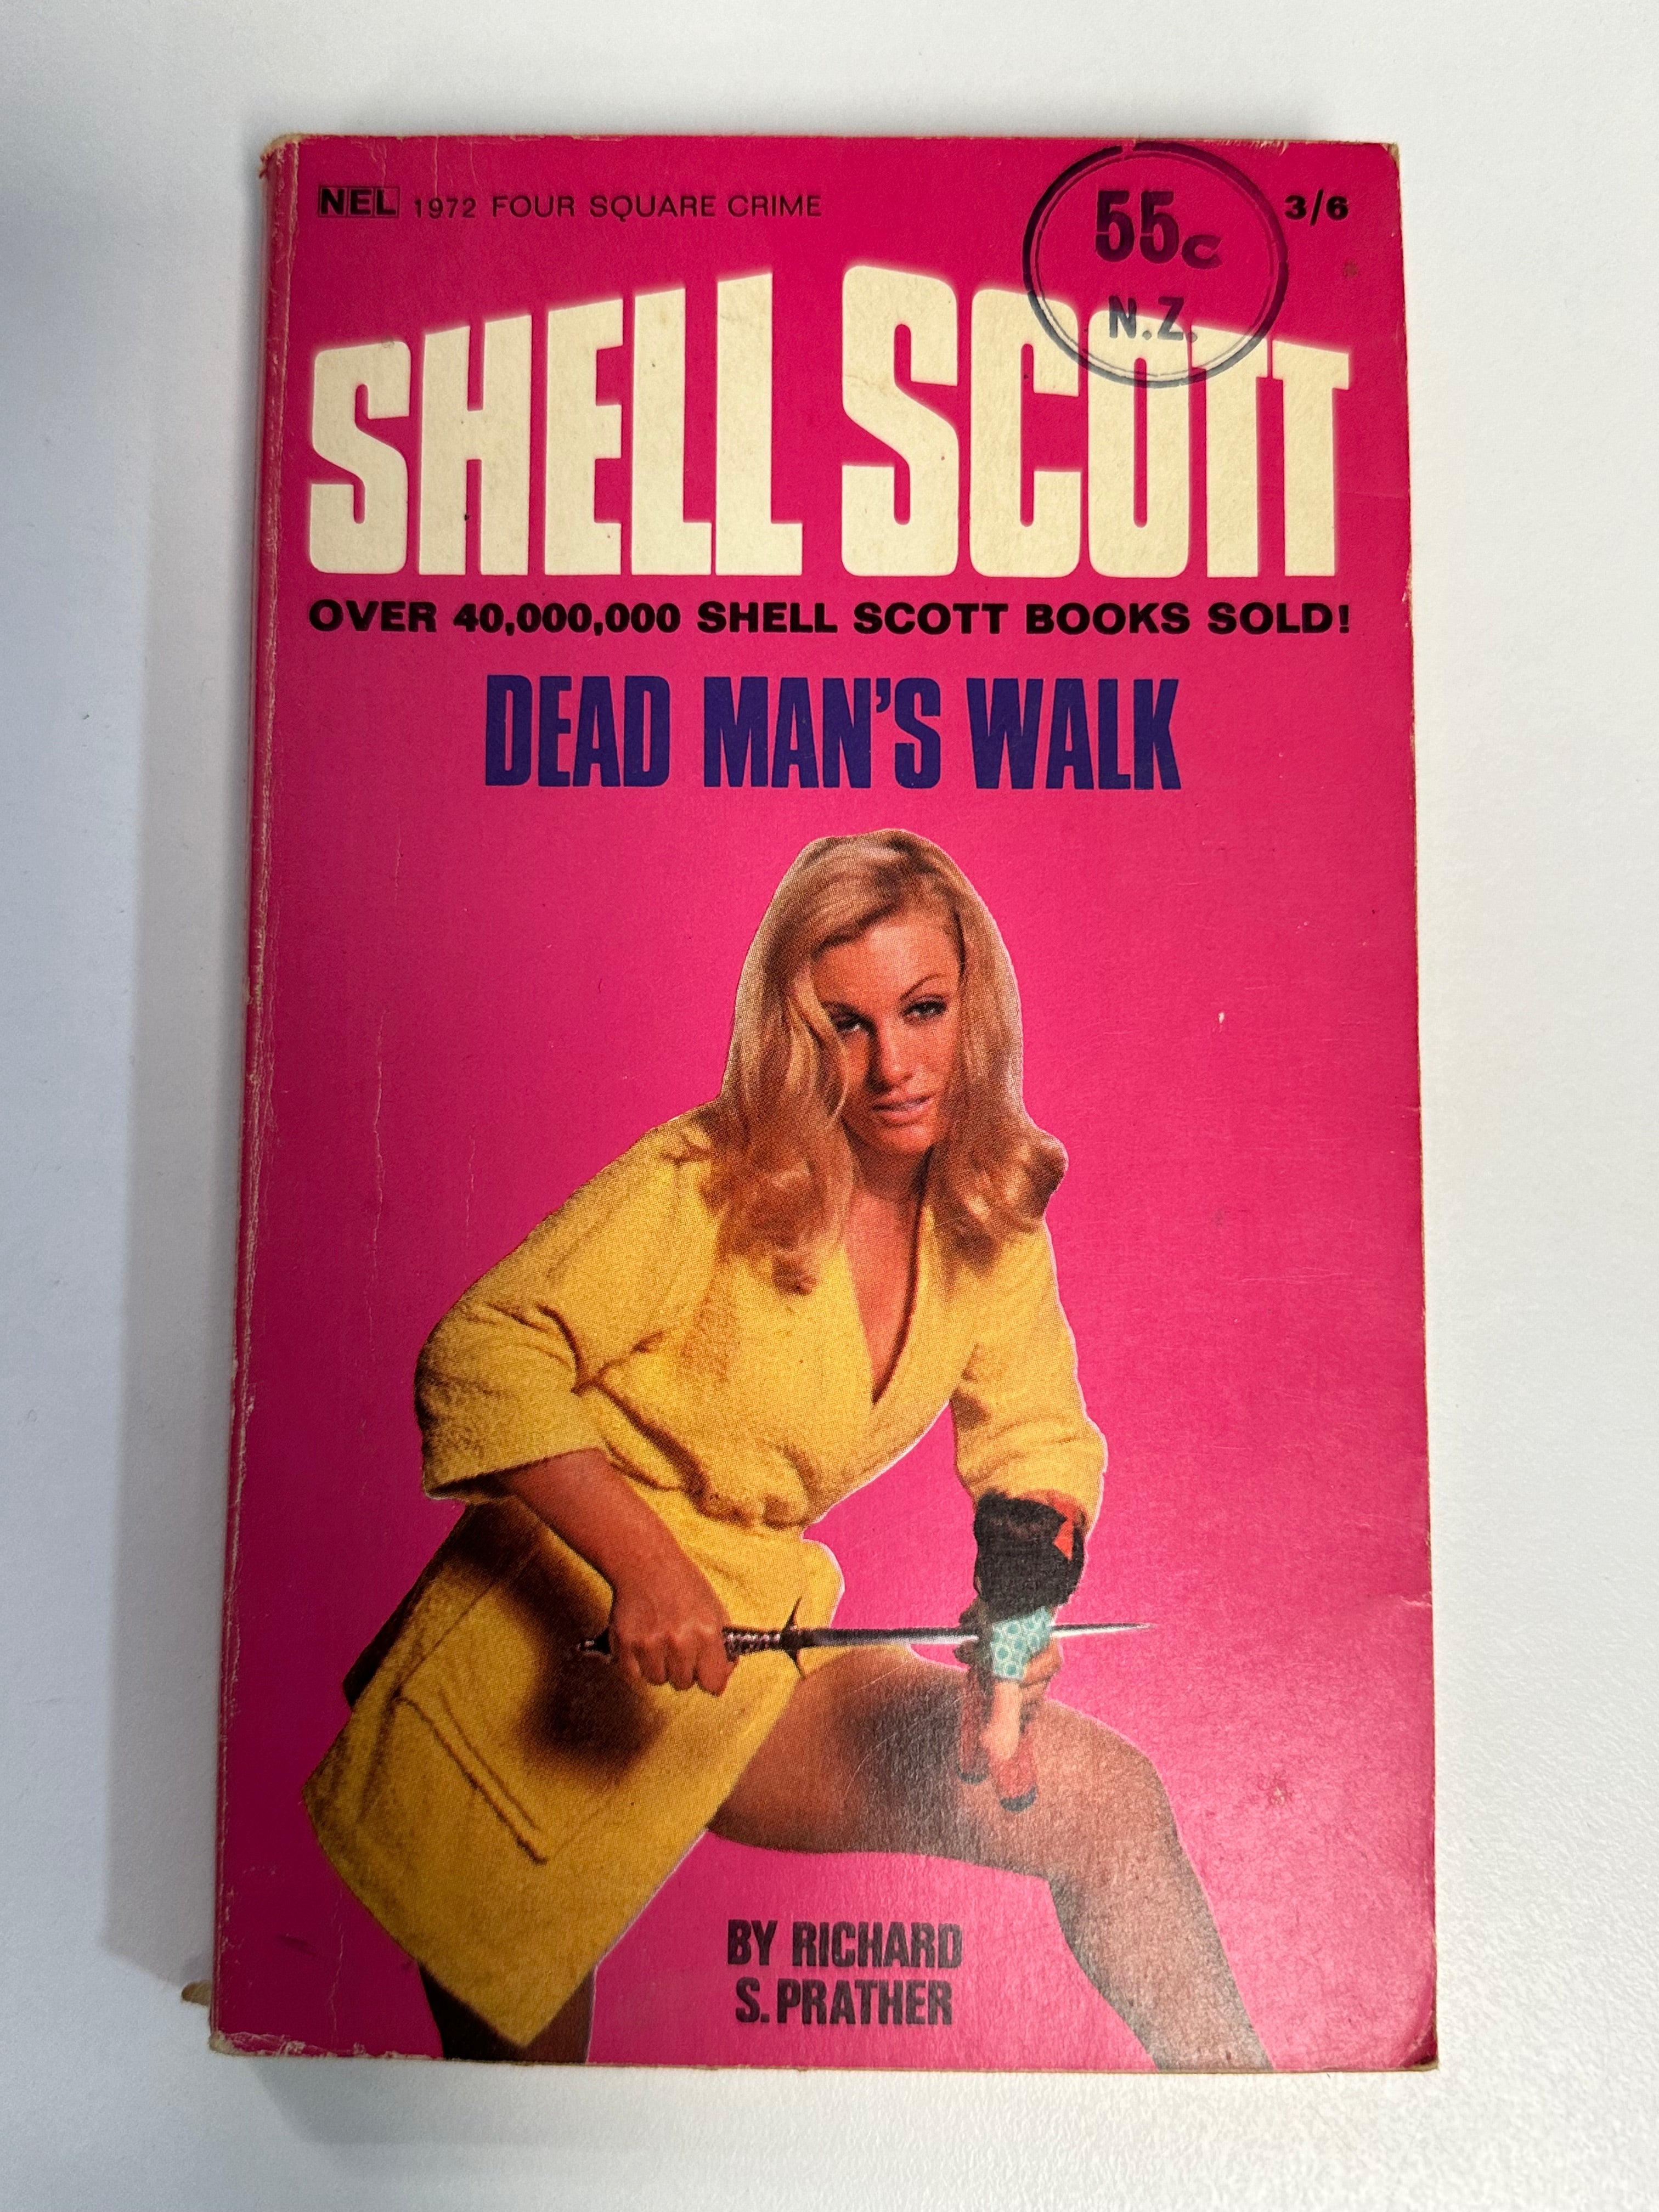 NEL 1972 FOUR SQUARE CRIME
3/6
55c
N.Z.
SHELL SCOTT
OVER 40,000,000 SHELL SCOTT BOOKS SOLD!
DEAD MAN'S WALK
BY RICHARD
S. PRATHER